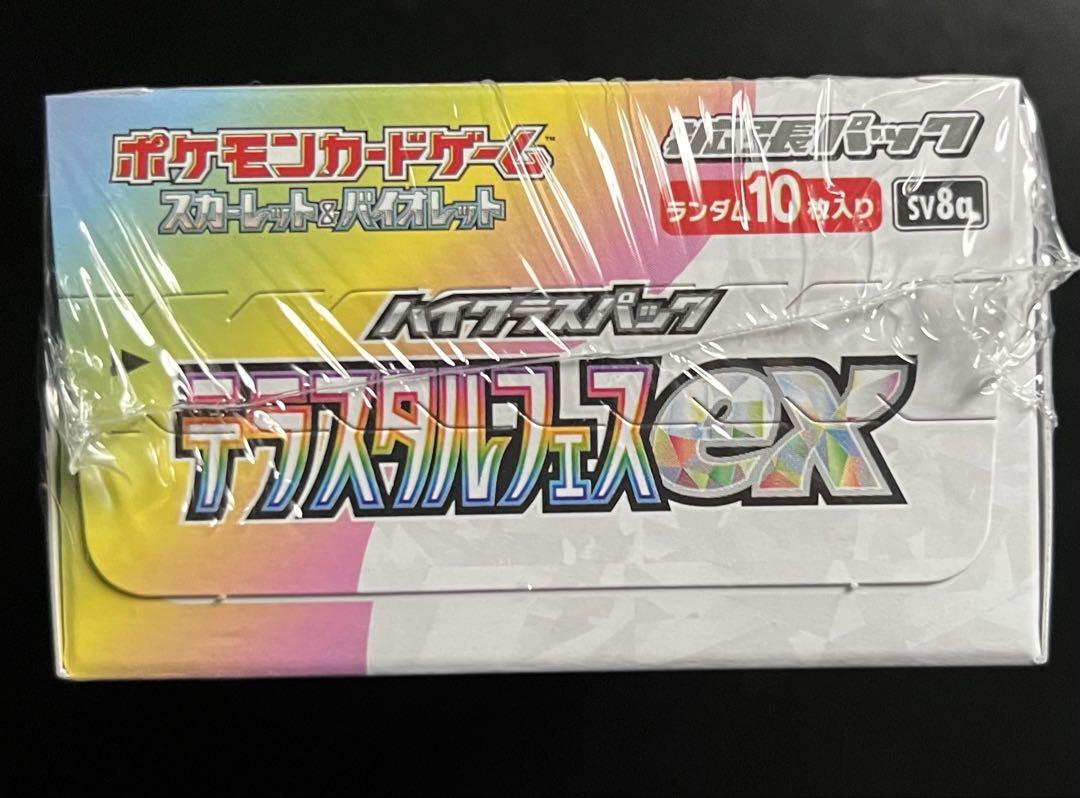 ポケモンカードゲーム™
スカーレット&バイオレット
拡張パック
ランダム10枚入り
sv8a
ハイクラスパック
テラスタルフェスex